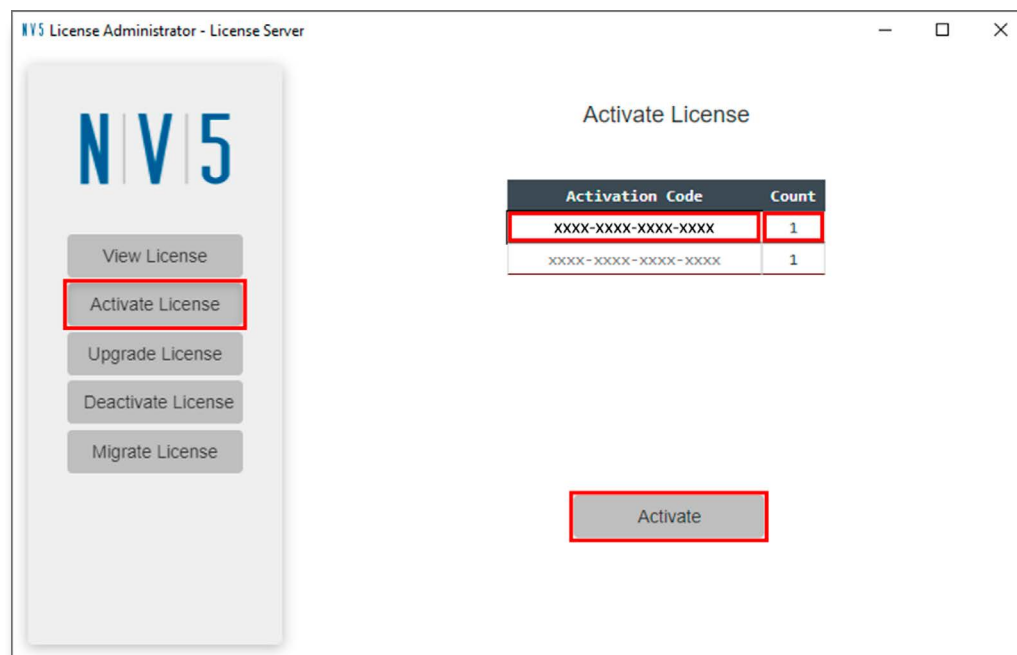 NV5 License Administrator - License Server
N|V|5
View License
Activate License
Upgrade License
Deactivate License
Migrate License
Activate License
Activation Code Count
XXXX-XXXX-XXXX-XXXX 1
xxxx-xxxx-xxxx-xxxx 1
Activate